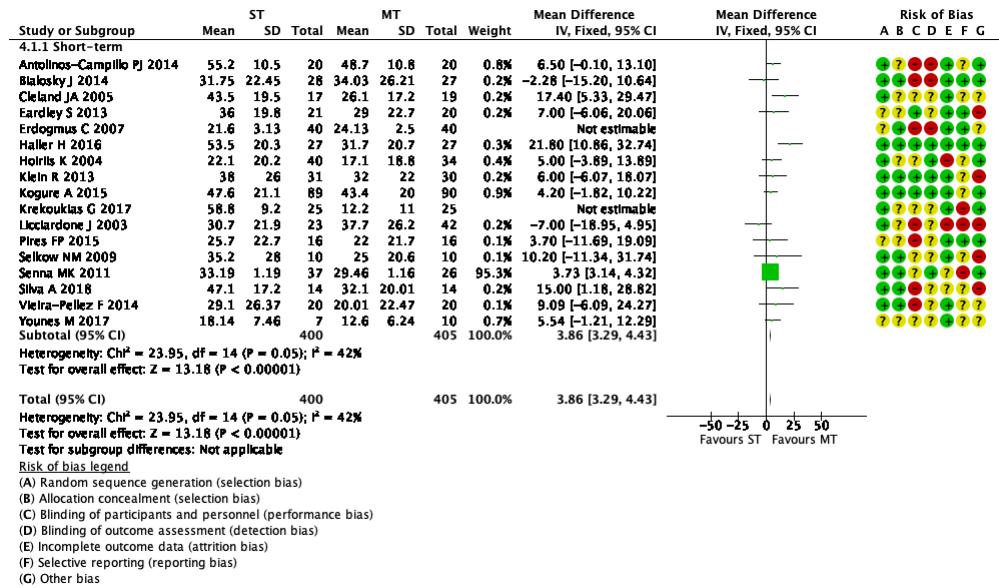 ST MT Mean Difference Mean Difference Risk of Bias
Study or Subgroup Mean SD Total Mean SD Total Weight IV, Fixed, 95% CI IV, Fixed, 95% CI A B C D E F G
4.1.1 Short-term
Antolinos-Campillo PJ 2014 55.2 10.5 20 48.7 10.8 20 0.8% 6.50 [-0.10, 13.10] + ? - - + ? +
Bialosky J 2014 31.75 22.45 28 34.03 26.21 27 0.2% -2.28 [-15.20, 10.64] + + - - + + +
Cleland JA 2005 43.5 19.5 17 26.1 17.2 19 0.2% 17.40 [5.33, 29.47] + ? ? ? + ? ?
Eardley S 2013 36 19.8 21 29 22.7 20 0.2% 7.00 [-6.06, 20.06] ? ? ? ? + + -
Erdogmus C 2007 21.6 3.13 40 24.13 2.5 40 Not estimable + + - - + + ?
Haller H 2016 53.5 20.3 27 31.7 20.7 27 0.3% 21.80 [10.86, 32.74] + + + + + + +
Hoiriis K 2004 22.1 20.2 40 17.1 18.8 34 0.4% 5.00 [-3.89, 13.89] + ? ? + - ? +
Klein R 2013 38 26 31 32 22 30 0.2% 6.00 [-6.07, 18.07] + + + + + ? -
Kogure A 2015 47.6 21.1 89 43.4 20 90 0.9% 4.20 [-1.82, 10.22] + + + + + ? +
Krekoukias G 2017 58.8 9.2 25 12.2 11 25 Not estimable + ? ? ? + - +
Licciardone J 2003 30.7 21.9 23 37.7 26.2 42 0.2% -7.00 [-18.95, 4.95]
Pires FP 2015 25.7 22.7 16 22 21.7 16 0.1% 3.70 [-11.69, 19.09]
Selkow NM 2009 35.2 28 10 25 20.6 10 0.1% 10.20 [-11.34, 31.74]
Senna MK 2011 33.19 1.19 37 29.46 1.16 26 95.3% 3.73 [3.14, 4.32]
Silva A 2018 47.1 17.2 14 32.1 20.01 14 0.2% 15.00 [1.18, 28.82]
Vieira-Pellez F 2014 29.1 26.37 20 20.01 22.47 20 0.2% 9.09 [-6.09, 24.27] + + - ? + ? ?
Younes M 2017 18.14 7.46 7 12.6 6.24 10 0.7% 5.54 [-1.21, 12.29] ? ? ? ? + ? ?
Subtotal (95% CI) 400 405 100.0% 3.86 [3.29, 4.43]
Heterogeneity: Chi² = 23.95, df = 14 (P = 0.05); I² = 42%
Test for overall effect: Z = 13.18 (P < 0.00001)
Total (95% CI) 400 405 100.0% 3.86 [3.29, 4.43]
Heterogeneity: Chi² = 23.95, df = 14 (P = 0.05); I² = 42%
Test for overall effect: Z = 13.18 (P < 0.00001)
Test for subgroup differences: Not applicable
-50 -25 0 25 50
Favours ST Favours MT
Risk of bias legend
(A) Random sequence generation (selection bias)
(B) Allocation concealment (selection bias)
(C) Blinding of participants and personnel (performance bias)
(D) Blinding of outcome assessment (detection bias)
(E) Incomplete outcome data (attrition bias)
(F) Selective reporting (reporting bias)
(G) Other bias